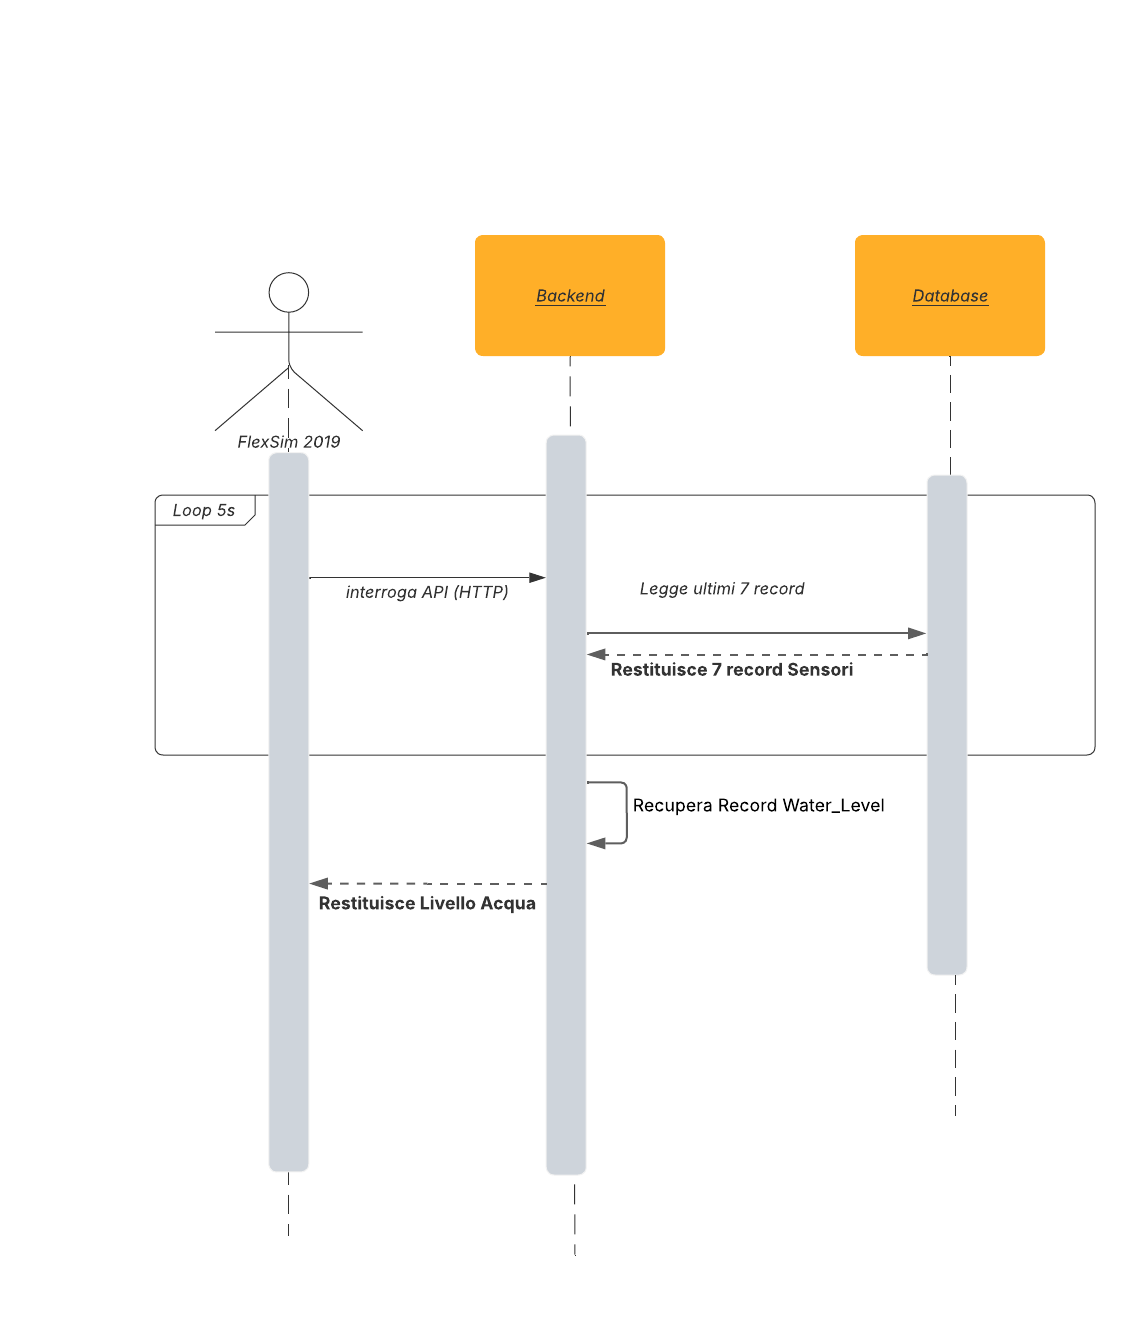 Backend
Database
FlexSim 2019
Loop 5s
interroga API (HTTP)
Legge ultimi 7 record
Restituisce 7 record Sensori
Recupera Record Water_Level
Restituisce Livello Acqua